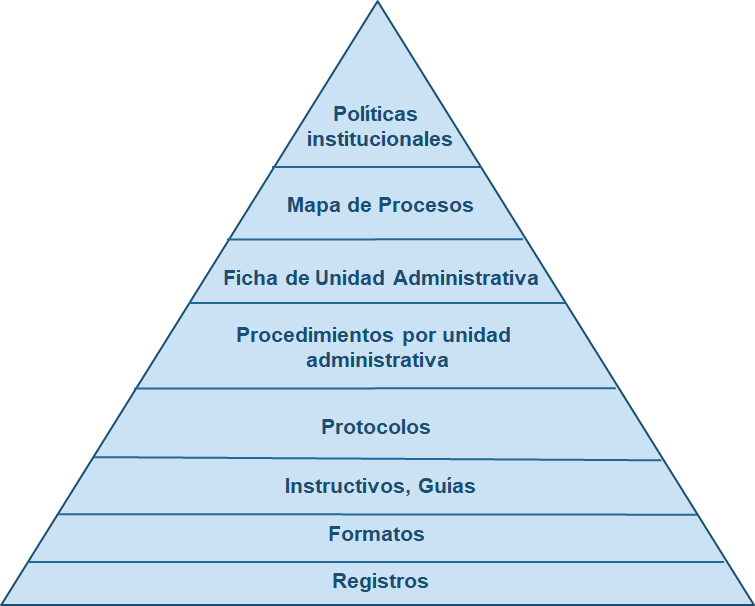 Políticas
institucionales
Mapa de Procesos
Ficha de Unidad Administrativa
Procedimientos por unidad
administrativa
Protocolos
Instructivos, Guías
Formatos
Registros